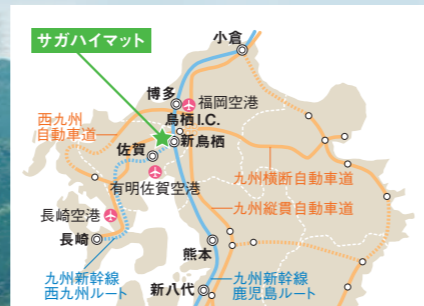 小倉
サガハイマット
博多
福岡空港
西九州
自動車道
鳥栖I.C.
新鳥栖
佐賀
有明佐賀空港
九州横断自動車道
長崎空港
九州縦貫自動車道
長崎
熊本
九州新幹線
西九州ルート
新八代
九州新幹線
鹿児島ルート